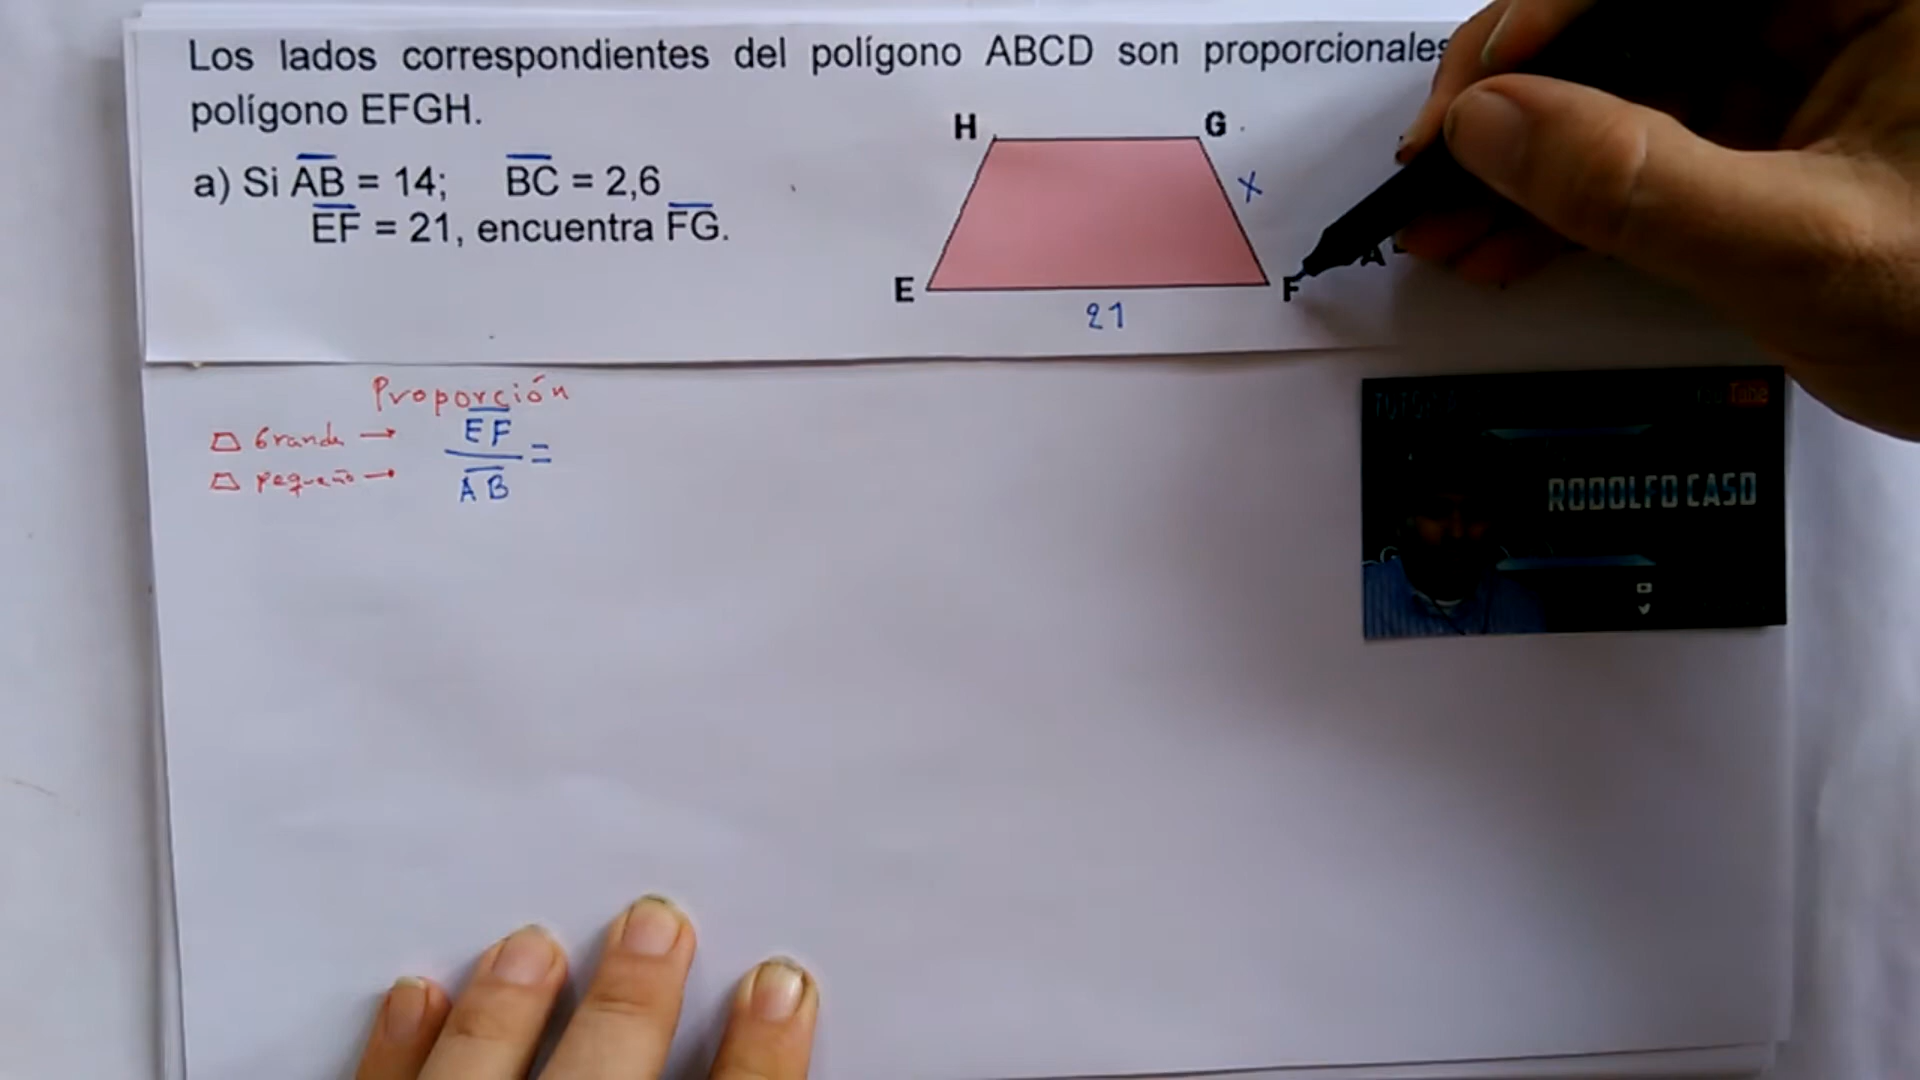 Los lados correspondientes del polígono ABCD son proporcionales
polígono EFGH.
a) Si AB = 14; BC = 2,6
EF = 21, encuentra FG.
H G
x
E F A
21
Proporción
Grande → EF
=
pequeño → AB
RODOLFO CASO